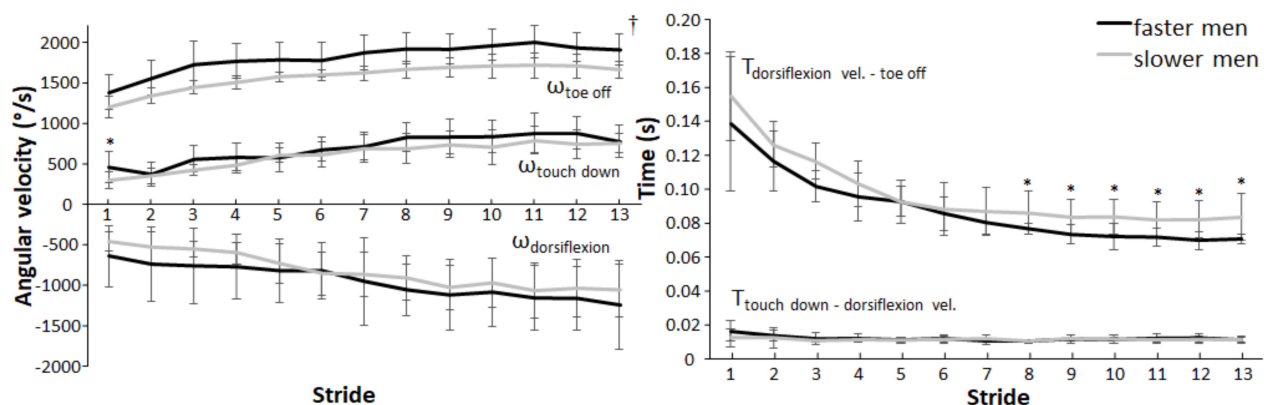 Angular velocity (°/s)
2000
1500
1000
500
0
-500
-1000
-1500
-2000
†
*
ωtoe off
ωtouch down
ωdorsiflexion
1 2 3 4 5 6 7 8 9 10 11 12 13
Stride
Time (s)
0.20
0.18
0.16
0.14
0.12
0.10
0.08
0.06
0.04
0.02
0
faster men
slower men
Tdorsiflexion vel. - toe off
* * * * * *
Ttouch down - dorsiflexion vel.
1 2 3 4 5 6 7 8 9 10 11 12 13
Stride